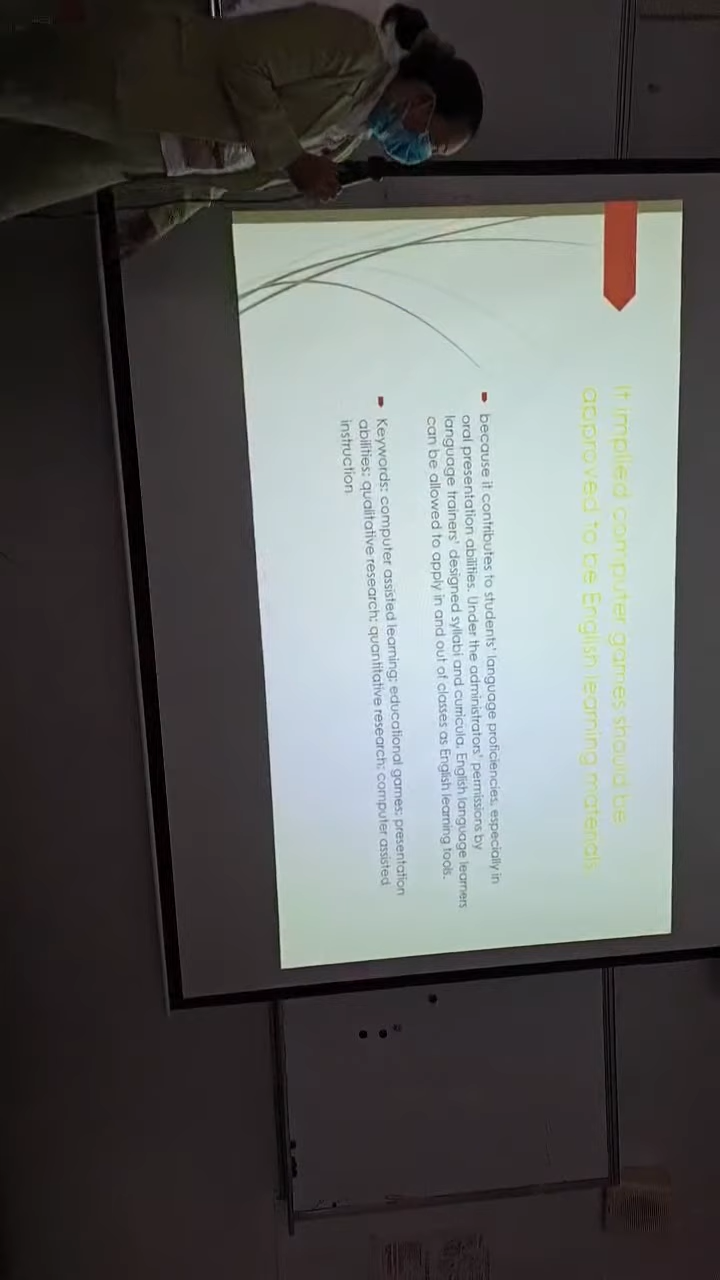 It implied computer games should be
approved to be English learning materials
because it contributes to students' language proficiencies, especially in
oral presentation abilities. Under the administrators' permissions by
language trainers' designed syllabi and curricula, English language learners
can be allowed to apply in and out of classes as English learning tools.
Keywords: computer assisted learning; educational games; presentation
abilities; qualitative research; quantitative research; computer assisted
instruction